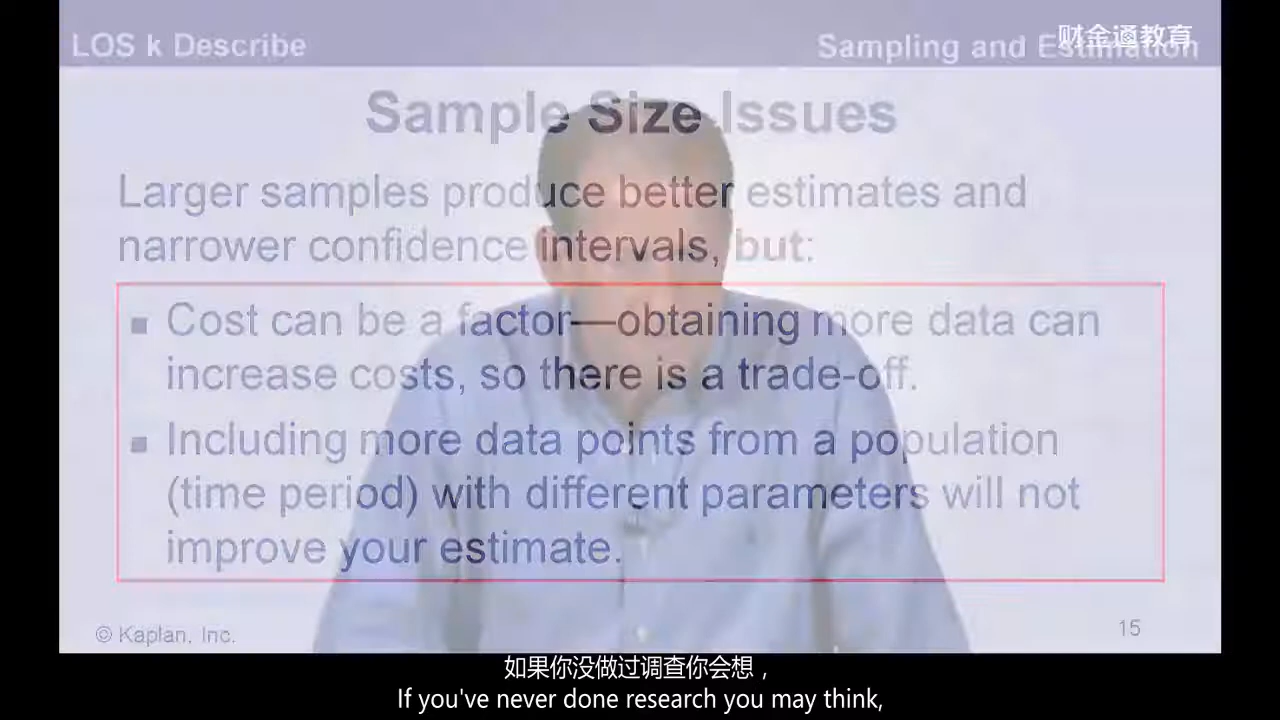 LOS k Describe
Sampling and Estimation
财金通教育
Sample Size Issues
Larger samples produce better estimates and
narrower confidence intervals, but:
Cost can be a factor—obtaining more data can
increase costs, so there is a trade-off.
Including more data points from a population
(time period) with different parameters will not
improve your estimate.
© Kaplan, Inc.
15
如果你没做过调查你会想，
If you've never done research you may think,